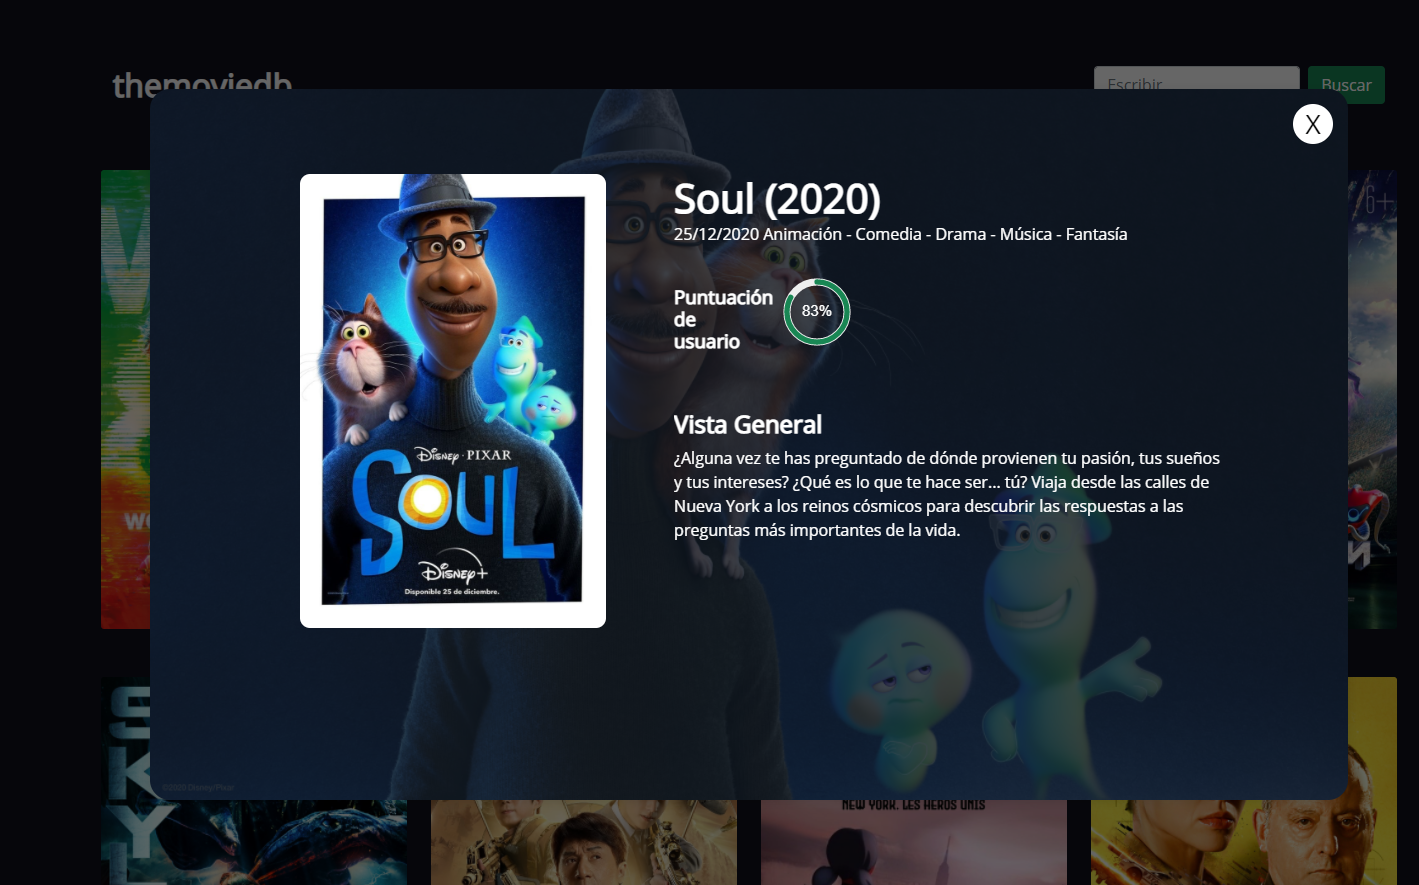 themoviedb
Escribir
Buscar
X
6+
Soul (2020)
25/12/2020 Animación - Comedia - Drama - Música - Fantasía
Puntuación
de
usuario
83%
Disney · PIXAR
SOUL
Disney+
Disponible 25 de diciembre.
Vista General
¿Alguna vez te has preguntado de dónde provienen tu pasión, tus sueños
y tus intereses? ¿Qué es lo que te hace ser... tú? Viaja desde las calles de
Nueva York a los reinos cósmicos para descubrir las respuestas a las
preguntas más importantes de la vida.
©2020 Disney/Pixar
SKYL
NEW YORK. LES HÉROS UNIS